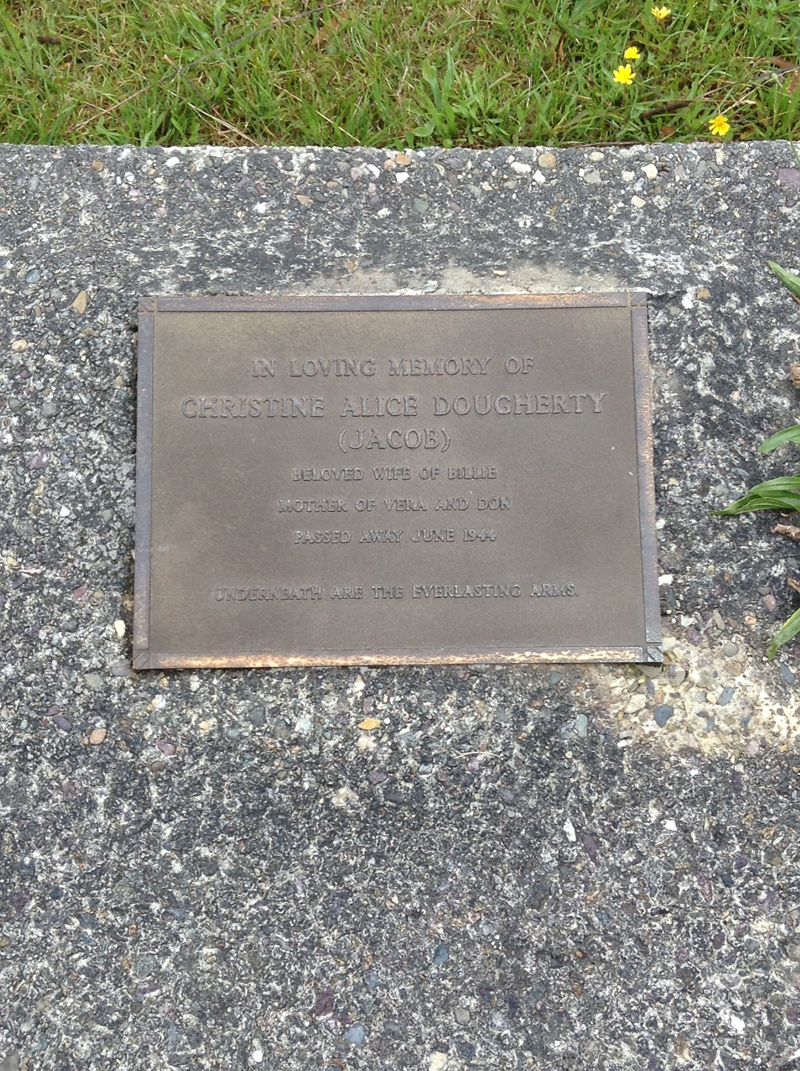 IN LOVING MEMORY OF
CHRISTINE ALICE DOUGHERTY
(JACOB)
BELOVED WIFE OF BILLIE
MOTHER OF VERA AND DON
PASSED AWAY JUNE 1944
UNDERNEATH ARE THE EVERLASTING ARMS.